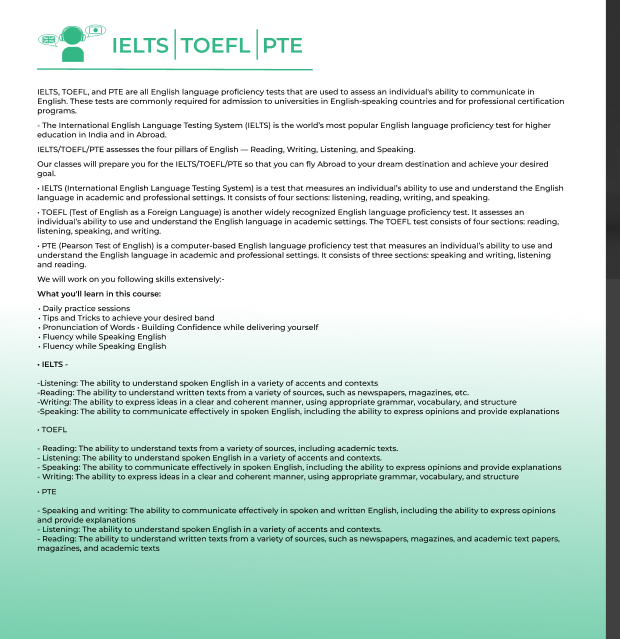 IELTS TOEFL PTE
IELTS, TOEFL, and PTE are all English language proficiency tests that are used to assess an individual's ability to communicate in
English. These tests are commonly required for admission to universities in English-speaking countries and for professional certification
programs.
- The International English Language Testing System (IELTS) is the world's most popular English language proficiency test for higher
education in India and in Abroad.
IELTS/TOEFL/PTE assesses the four pillars of English — Reading, Writing, Listening, and Speaking.
Our classes will prepare you for the IELTS/TOEFL/PTE so that you can fly Abroad to your dream destination and achieve your desired
goal.
• IELTS (International English Language Testing System) is a test that measures an individual's ability to use and understand the English
language in academic and professional settings. It consists of four sections: listening, reading, writing, and speaking.
• TOEFL (Test of English as a Foreign Language) is another widely recognized English language proficiency test. It assesses an
individual's ability to use and understand the English language in academic settings. The TOEFL test consists of four sections: reading,
listening, speaking, and writing.
• PTE (Pearson Test of English) is a computer-based English language proficiency test that measures an individual's ability to use and
understand the English language in academic and professional settings. It consists of three sections: speaking and writing, listening
and reading.
We will work on you following skills extensively:-
What you'll learn in this course:
• Daily practice sessions
• Tips and Tricks to achieve your desired band
• Pronunciation of Words • Building Confidence while delivering yourself
• Fluency while Speaking English
• Fluency while Speaking English
• IELTS -
-Listening: The ability to understand spoken English in a variety of accents and contexts
-Reading: The ability to understand written texts from a variety of sources, such as newspapers, magazines, etc.
-Writing: The ability to express ideas in a clear and coherent manner, using appropriate grammar, vocabulary, and structure
-Speaking: The ability to communicate effectively in spoken English, including the ability to express opinions and provide explanations
• TOEFL
- Reading: The ability to understand texts from a variety of sources, including academic texts.
- Listening: The ability to understand spoken English in a variety of accents and contexts.
- Speaking: The ability to communicate effectively in spoken English, including the ability to express opinions and provide explanations
- Writing: The ability to express ideas in a clear and coherent manner, using appropriate grammar, vocabulary, and structure
• PTE
- Speaking and writing: The ability to communicate effectively in spoken and written English, including the ability to express opinions
and provide explanations
- Listening: The ability to understand spoken English in a variety of accents and contexts.
- Reading: The ability to understand written texts from a variety of sources, such as newspapers, magazines, and academic text papers,
magazines, and academic texts